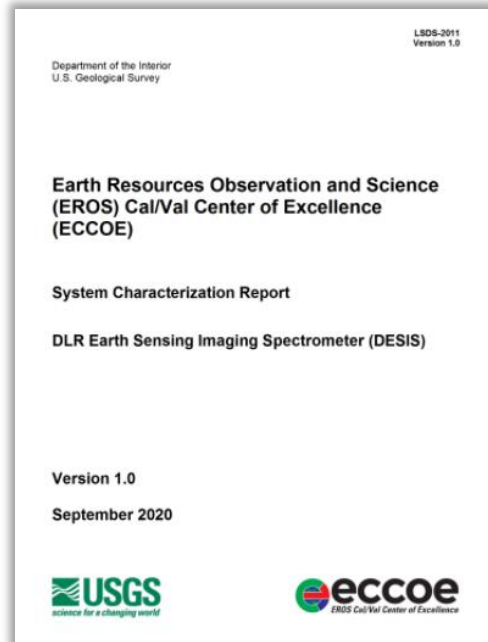 LSDS-2011
Version 1.0
Department of the Interior
U.S. Geological Survey
Earth Resources Observation and Science
(EROS) Cal/Val Center of Excellence
(ECCOE)
System Characterization Report
DLR Earth Sensing Imaging Spectrometer (DESIS)
Version 1.0
September 2020
USGS
science for a changing world
eccoe
EROS Cal/Val Center of Excellence